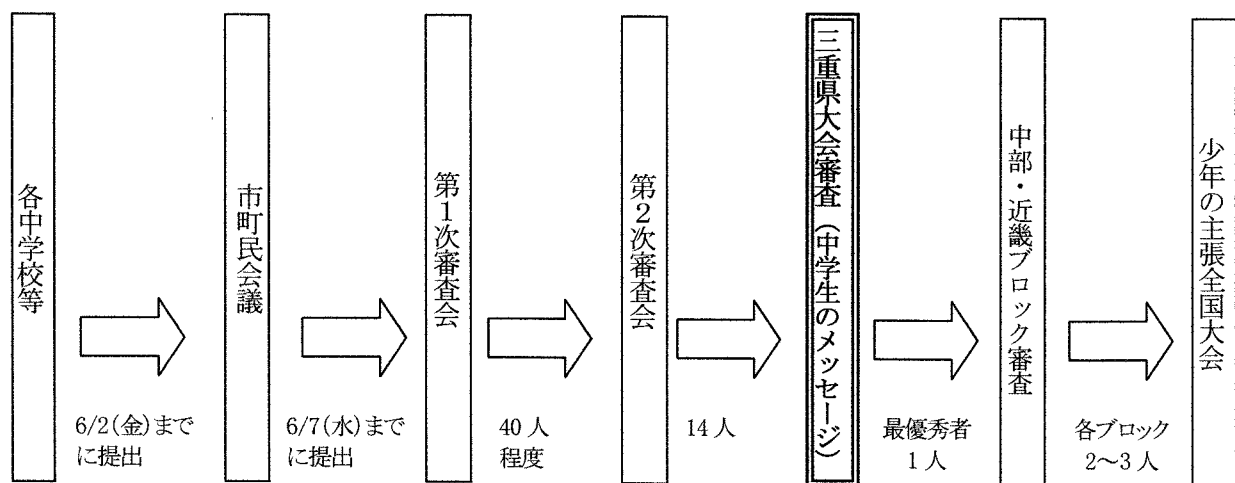 各中学校等
6/2(金)まで
に提出
市町民会議
6/7(水)まで
に提出
第1次審査会
40人
程度
第2次審査会
14人
三重県大会審査（中学生のメッセージ）
最優秀者
1人
中部・近畿ブロック審査
各ブロック
2～3人
少年の主張全国大会